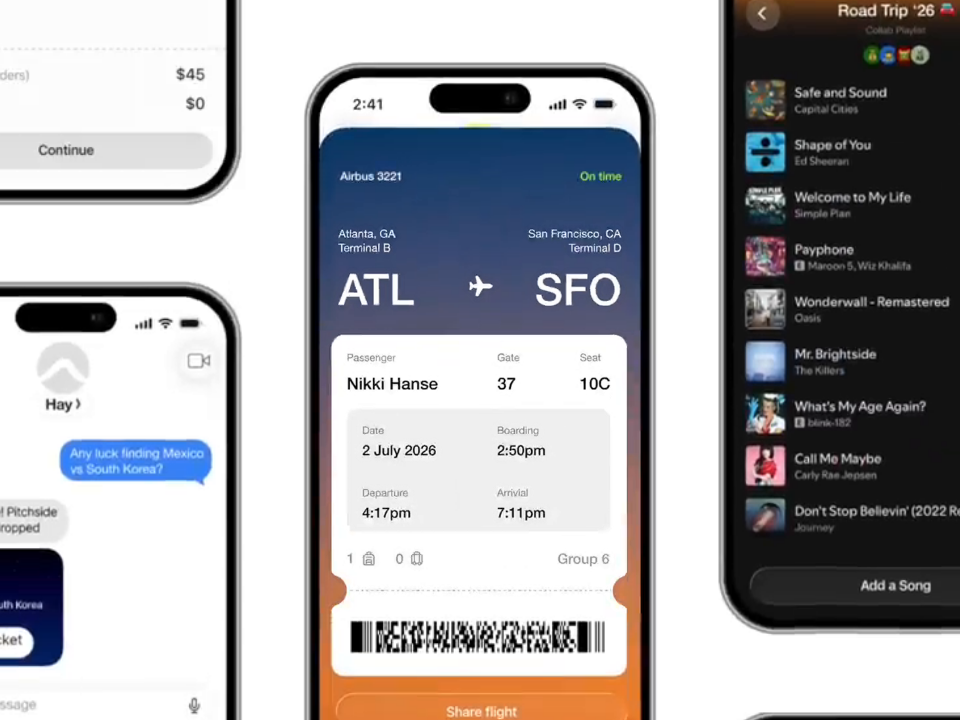 ders)
$45
$0
Continue
Hay ›
Any luck finding Mexico
vs South Korea?
! Pitchside
ropped
uth Korea
ket
ssage
2:41
Airbus 3221
On time
Atlanta, GA
Terminal B
San Francisco, CA
Terminal D
ATL
SFO
Passenger
Gate
Seat
Nikki Hanse
37
10C
Date
Boarding
2 July 2026
2:50pm
Departure
Arrivial
4:17pm
7:11pm
1
0
Group 6
Share flight
Road Trip ‘26
Collab Playlist
Safe and Sound
Capital Cities
Shape of You
Ed Sheeran
Welcome to My Life
Simple Plan
Payphone
E Maroon 5, Wiz Khalifa
Wonderwall - Remastered
Oasis
Mr. Brightside
The Killers
What's My Age Again?
E blink-182
Call Me Maybe
Carly Rae Jepsen
Don't Stop Believin' (2022 Re
Journey
Add a Song